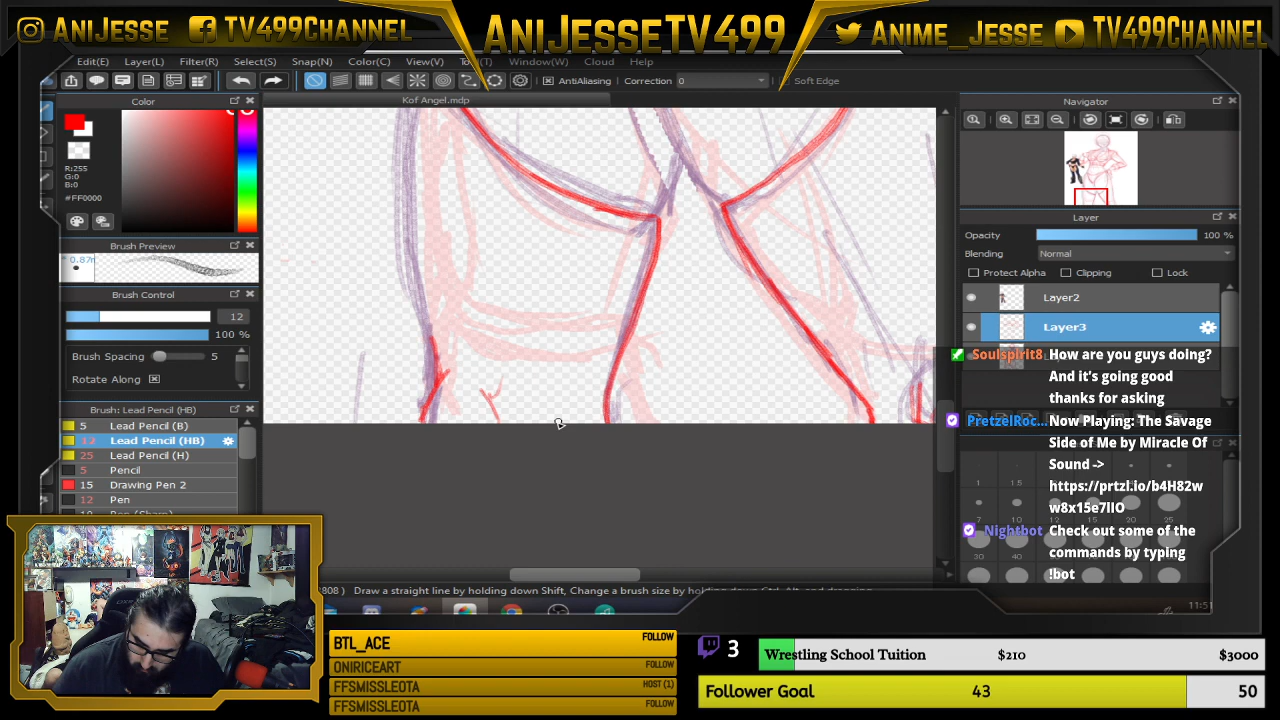 AniJesse
TV499Channel
AniJesseTV499
Anime_Jesse
TV499Channel
Edit(E) Layer(L) Filter(R) Select(S) Snap(N) Color(C) View(V) Window(W) Cloud Help
AntiAliasing Correction 0 Soft Edge
Color
Kof Angel.mdp
Navigator
R:255
G:0
B:0
#FF0000
Brush Preview
Brush Control
12
100 %
Brush Spacing 5
Rotate Along
Brush: Lead Pencil (HB)
5 Lead Pencil (B)
12 Lead Pencil (HB)
25 Lead Pencil (H)
5 Pencil
15 Drawing Pen 2
12 Pen
Layer
Opacity 100 %
Blending Normal
Protect Alpha Clipping Lock
Layer2
Layer3
Soulspirit8 How are you guys doing?
And it's going good
thanks for asking
PretzelRoc... Now Playing: The Savage
Side of Me by Miracle Of
Sound ->
https://prtzl.io/b4H82w
w8x15e7llO
Nightbot Check out some of the
commands by typing
!bot
808 ) Draw a straight line by holding down Shift, Change a brush size by
11:51
BTL_ACE FOLLOW
ONIRICEART FOLLOW
FFSMISSLEOTA HOST (1)
FFSMISSLEOTA FOLLOW
3
Wrestling School Tuition $210 $3000
Follower Goal 43 50